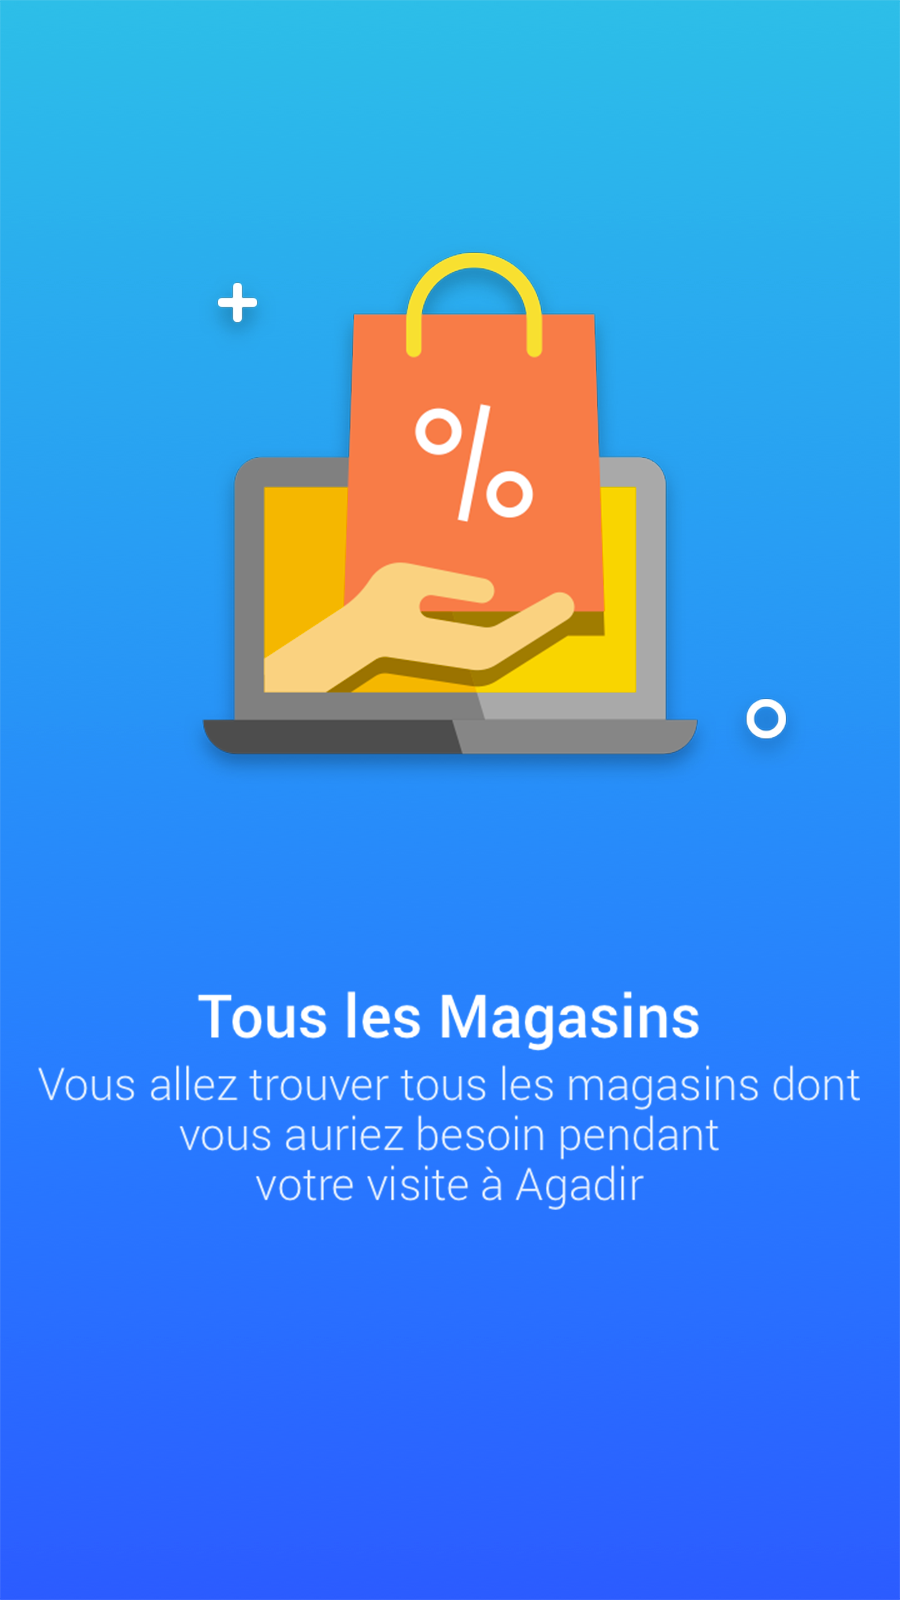 %
Tous les Magasins
Vous allez trouver tous les magasins dont
vous auriez besoin pendant
votre visite à Agadir